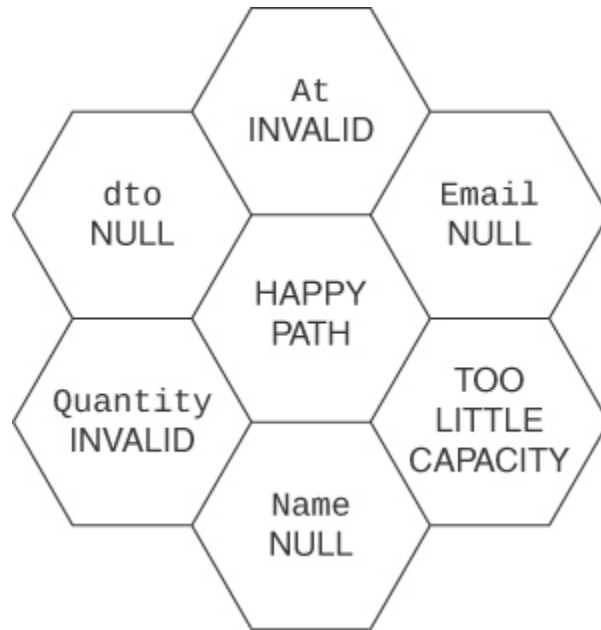 At
INVALID
dto
NULL
Email
NULL
HAPPY
PATH
Quantity
INVALID
TOO
LITTLE
CAPACITY
Name
NULL